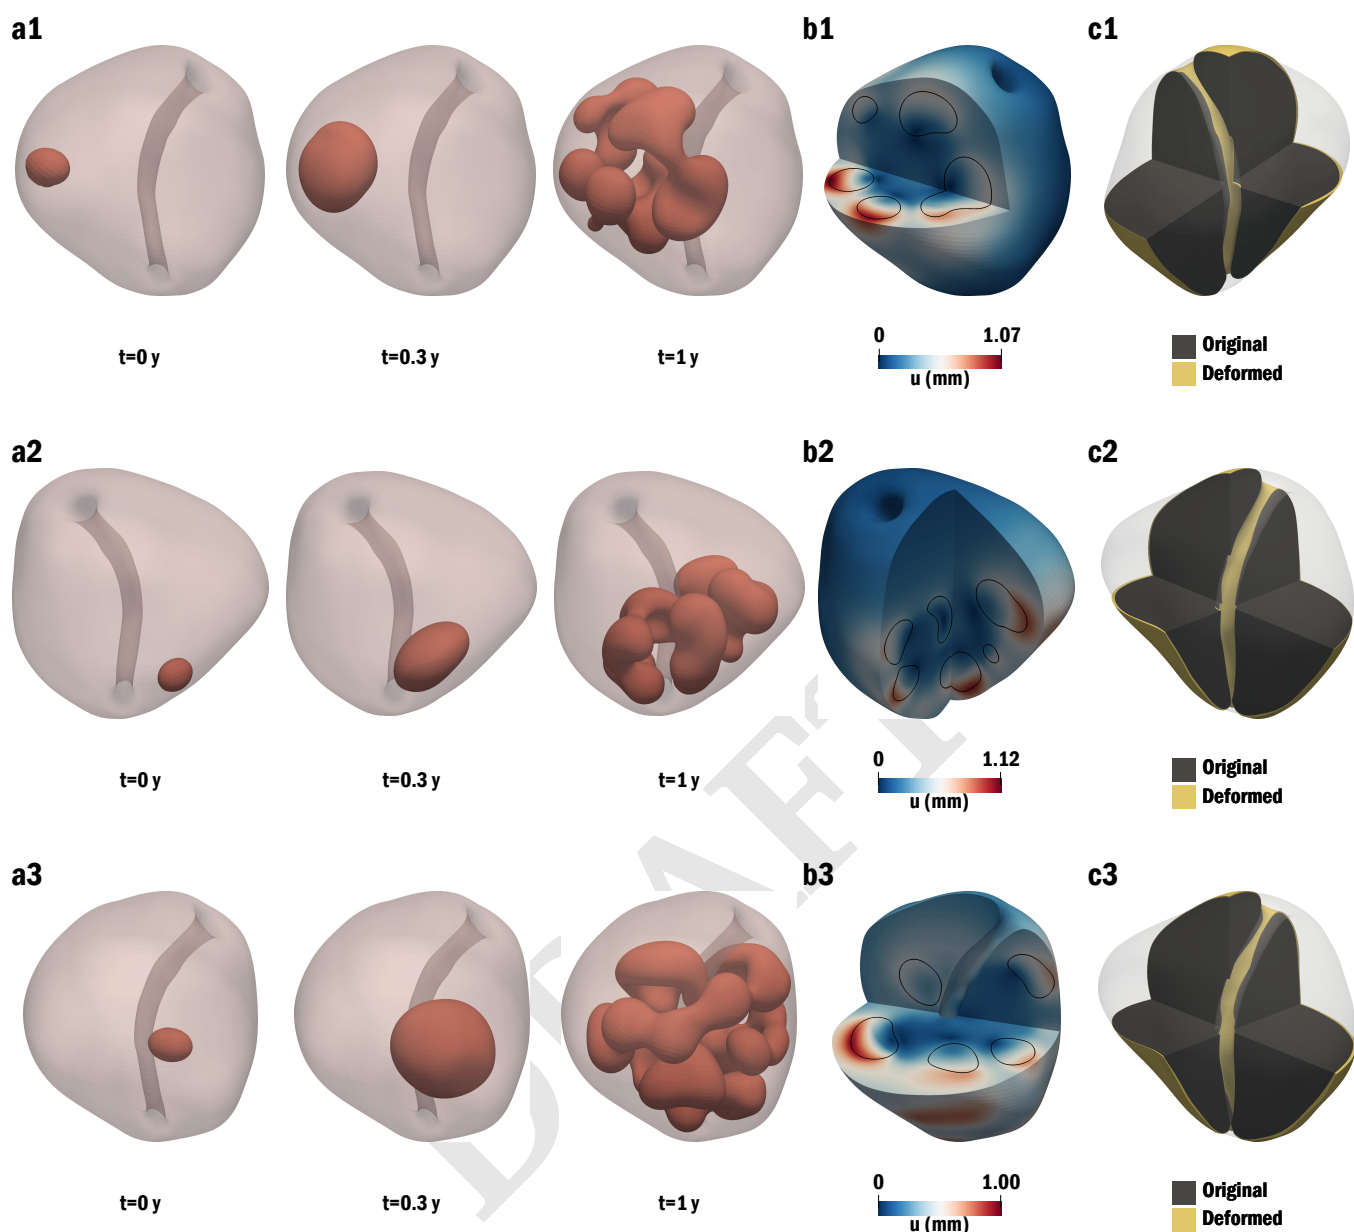 a1 b1 c1
0 1.07
t=0 y t=0.3 y t=1 y u (mm)
Original
Deformed
a2 b2 c2
0 1.12
t=0 y t=0.3 y t=1 y u (mm)
Original
Deformed
a3 b3 c3
0 1.00
t=0 y t=0.3 y t=1 y u (mm)
Original
Deformed
DRAFT